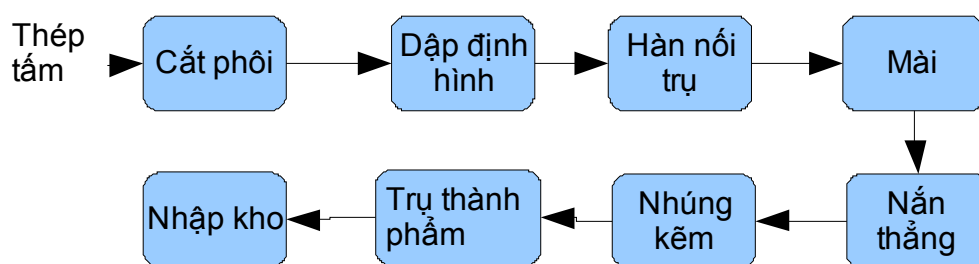 Thép
tấm
Cắt phôi
Dập định
hình
Hàn nối
trụ
Mài
Nắn
thẳng
Nhúng
kẽm
Trụ thành
phẩm
Nhập kho